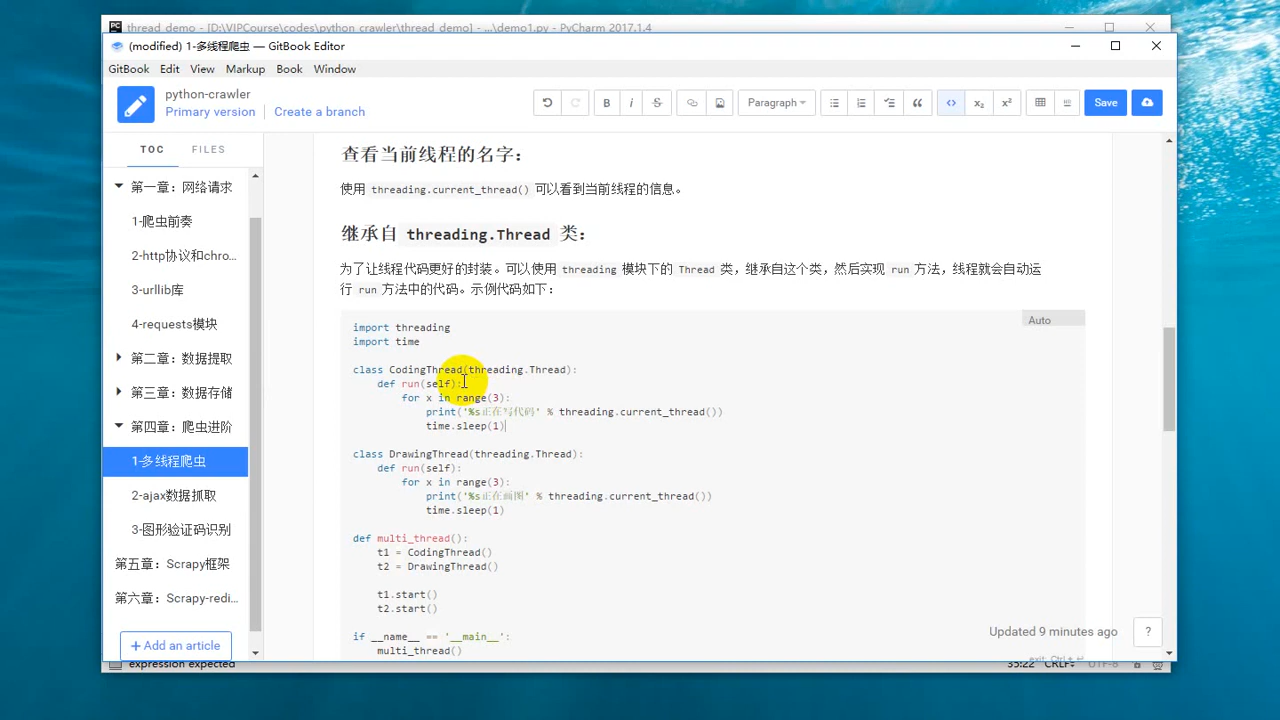 thread_demo - [D:\VIPCourse\codes\python_crawler\thread_demo] - ...\demo1.py - PyCharm 2017.1.4
(modified) 1-多线程爬虫 — GitBook Editor
GitBook Edit View Markup Book Window
python-crawler
Primary version Create a branch
B i S Paragraph x₂ x² Save
TOC FILES
第一章：网络请求
1-爬虫前奏
2-http协议和chro...
3-urllib库
4-requests模块
第二章：数据提取
第三章：数据存储
第四章：爬虫进阶
1-多线程爬虫
2-ajax数据抓取
3-图形验证码识别
第五章：Scrapy框架
第六章：Scrapy-redi...
+ Add an article
查看当前线程的名字：
使用 threading.current_thread() 可以看到当前线程的信息。
继承自 threading.Thread 类：
为了让线程代码更好的封装。可以使用 threading 模块下的 Thread 类，继承自这个类，然后实现 run 方法，线程就会自动运
行 run 方法中的代码。示例代码如下：
Auto
import threading
import time
class CodingThread(threading.Thread):
def run(self):
for x in range(3):
print('%s正在写代码' % threading.current_thread())
time.sleep(1)
class DrawingThread(threading.Thread):
def run(self):
for x in range(3):
print('%s正在画图' % threading.current_thread())
time.sleep(1)
def multi_thread():
t1 = CodingThread()
t2 = DrawingThread()
t1.start()
t2.start()
if __name__ == '__main__':
multi_thread()
Updated 9 minutes ago ?
expression expected 35:22 CRLF UTF-8